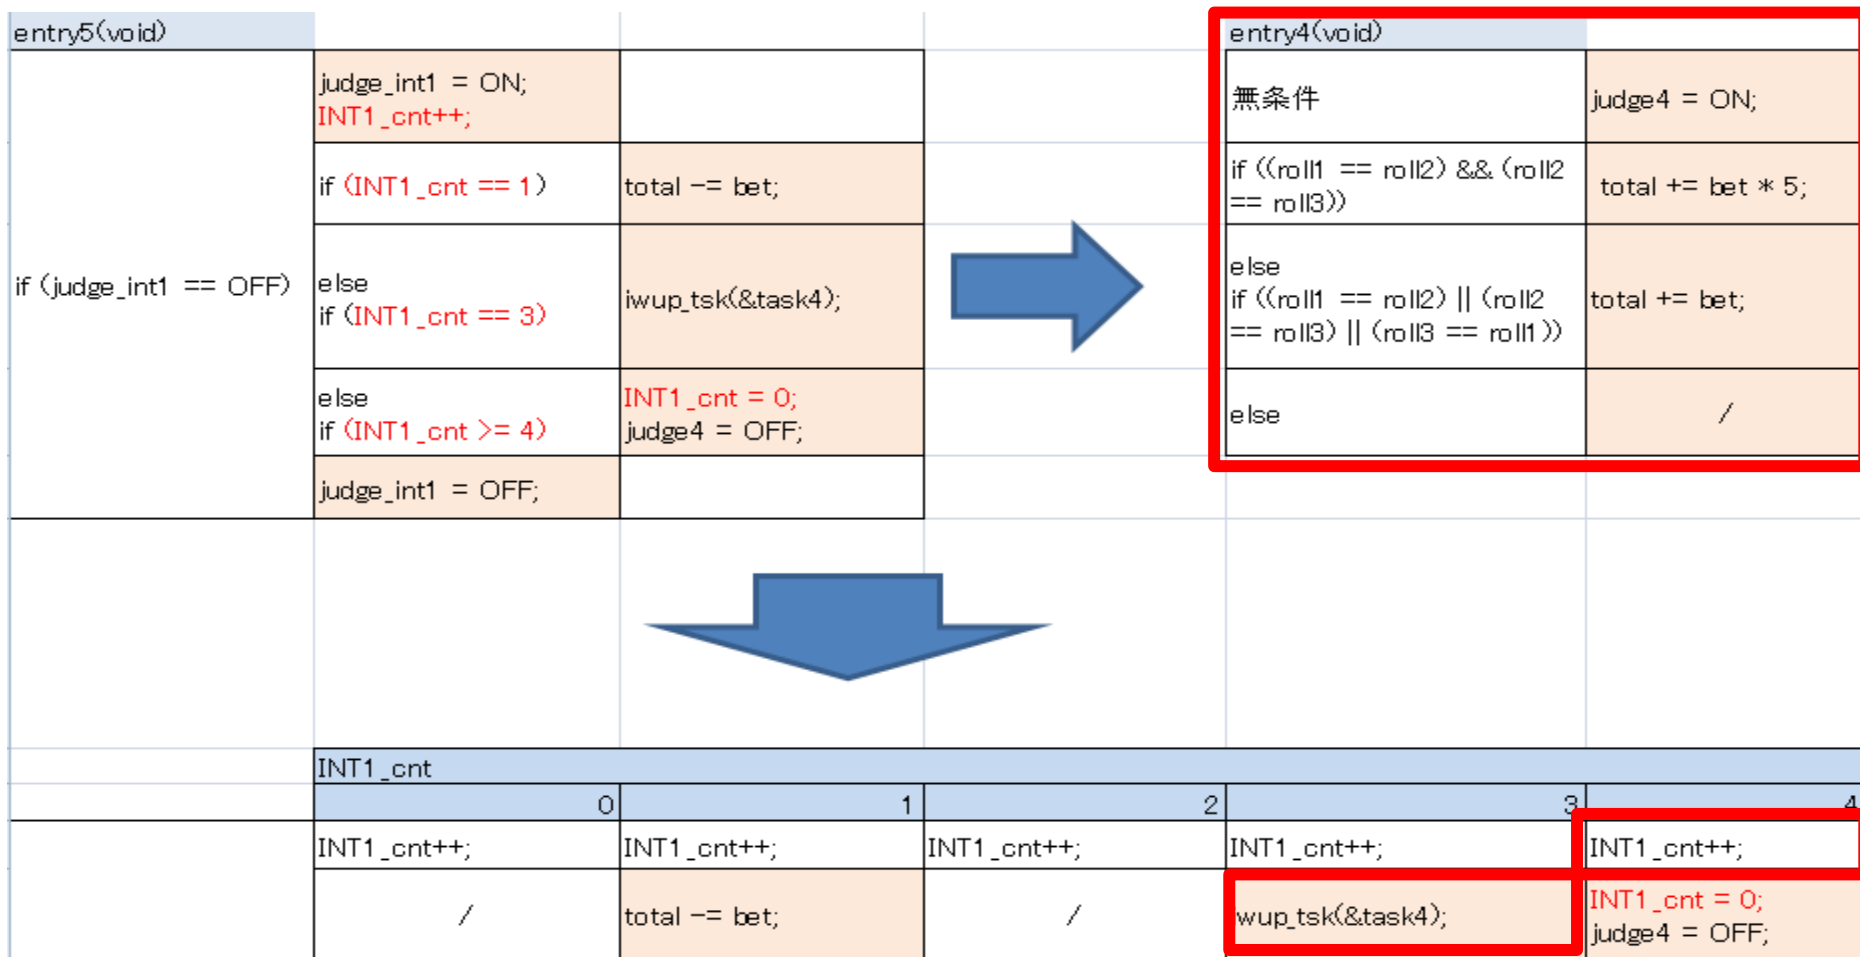 entry5(void)
if (judge_int1 == OFF)
judge_int1 = ON;
INT1_cnt++;
if (INT1_cnt == 1)
total -= bet;
else
if (INT1_cnt == 3)
iwup_tsk(&task4);
else
if (INT1_cnt >= 4)
INT1_cnt = 0;
judge4 = OFF;
judge_int1 = OFF;
entry4(void)
無条件
judge4 = ON;
if ((roll1 == roll2) && (roll2
== roll3))
total += bet * 5;
else
if ((roll1 == roll2) || (roll2
== roll3) || (roll3 == roll1))
total += bet;
else
/
INT1_cnt
0
1
2
3
4
INT1_cnt++;
INT1_cnt++;
INT1_cnt++;
INT1_cnt++;
INT1_cnt++;
/
total -= bet;
/
wup_tsk(&task4);
INT1_cnt = 0;
judge4 = OFF;